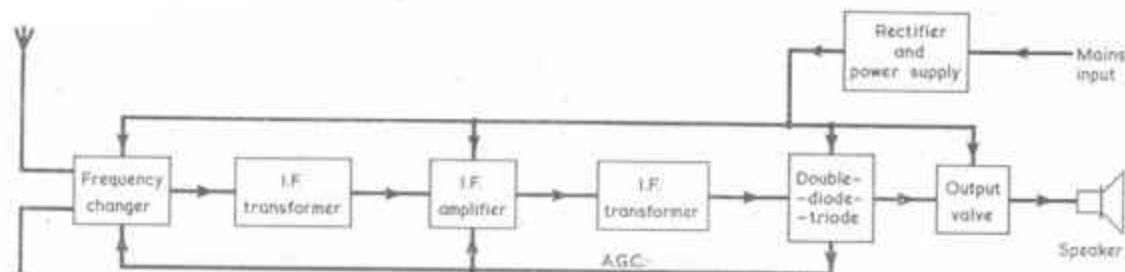 Rectifier
and
power supply
Mains
input
Frequency
changer
I.F.
transformer
I.F.
amplifier
I.F.
transformer
Double-
-diode-
-triode
Output
valve
Speaker
A.G.C.